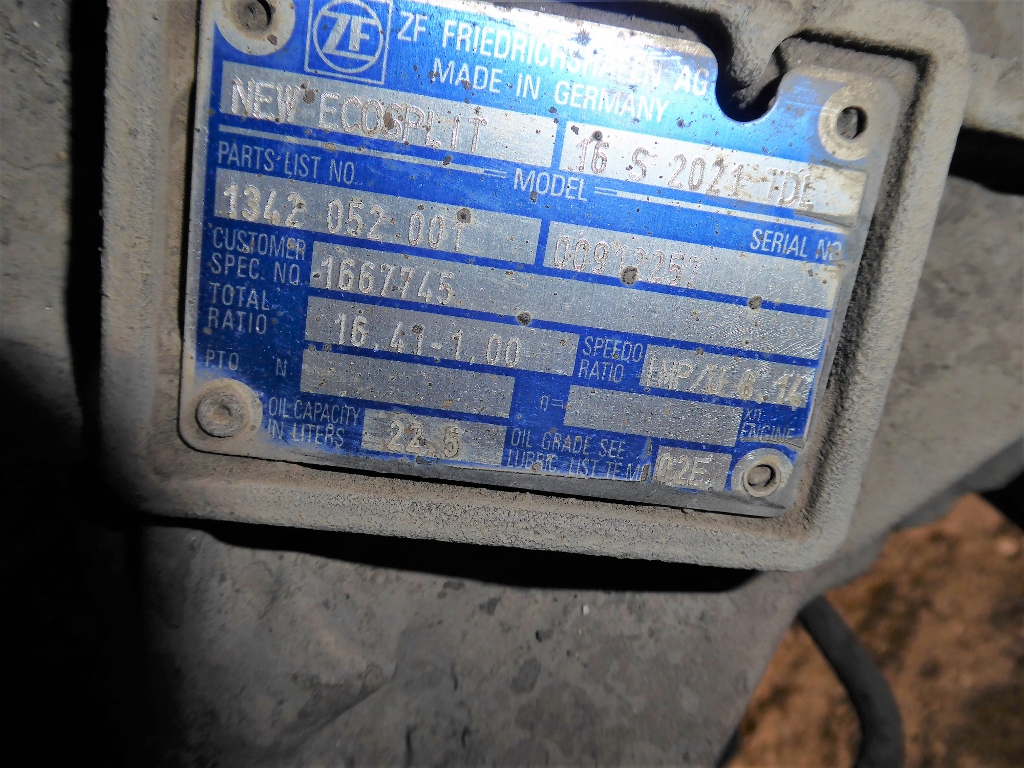 ZF ZF FRIEDRICHSHAFEN AG
MADE IN GERMANY
NEW-ECOSPLIT 16 S 2021 TDL
MODEL
PARTS LIST NO. SERIAL NR.
1342 052 001
CUSTOMER
SPEC. NO. 1667745
TOTAL
RATIO 16,41-1,00
SPEEDO
RATIO
P.T.O N n= XN
ENGINE
OIL CAPACITY
IN LITERS 22.5
OIL GRADE SEE
LUBRIC. LIST TE-ML 02E